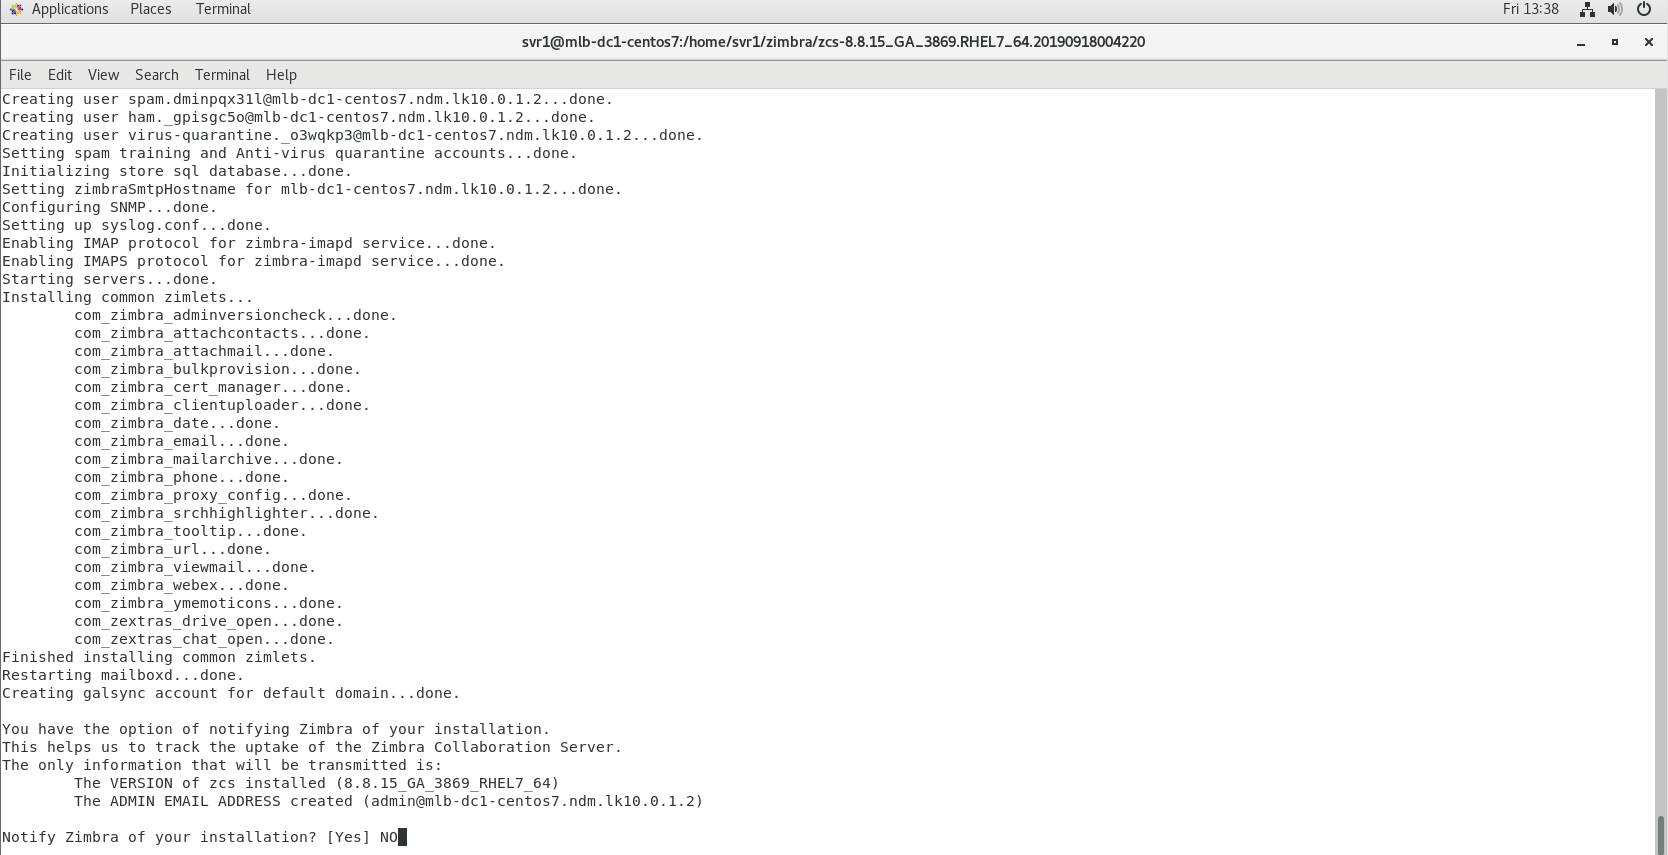 Applications Places Terminal Fri 13:38
svr1@mlb-dc1-centos7:/home/svr1/zimbra/zcs-8.8.15_GA_3869.RHEL7_64.20190918004220
File Edit View Search Terminal Help
Creating user spam.dminpqx31l@mlb-dc1-centos7.ndm.lk10.0.1.2...done.
Creating user ham._gpisgc5o@mlb-dc1-centos7.ndm.lk10.0.1.2...done.
Creating user virus-quarantine._o3wqkp3@mlb-dc1-centos7.ndm.lk10.0.1.2...done.
Setting spam training and Anti-virus quarantine accounts...done.
Initializing store sql database...done.
Setting zimbraSmtpHostname for mlb-dc1-centos7.ndm.lk10.0.1.2...done.
Configuring SNMP...done.
Setting up syslog.conf...done.
Enabling IMAP protocol for zimbra-imapd service...done.
Enabling IMAPS protocol for zimbra-imapd service...done.
Starting servers...done.
Installing common zimlets...
com_zimbra_adminversioncheck...done.
com_zimbra_attachcontacts...done.
com_zimbra_attachmail...done.
com_zimbra_bulkprovision...done.
com_zimbra_cert_manager...done.
com_zimbra_clientuploader...done.
com_zimbra_date...done.
com_zimbra_email...done.
com_zimbra_mailarchive...done.
com_zimbra_phone...done.
com_zimbra_proxy_config...done.
com_zimbra_srchhighlighter...done.
com_zimbra_tooltip...done.
com_zimbra_url...done.
com_zimbra_viewmail...done.
com_zimbra_webex...done.
com_zimbra_ymemoticons...done.
com_zextras_drive_open...done.
com_zextras_chat_open...done.
Finished installing common zimlets.
Restarting mailboxd...done.
Creating galsync account for default domain...done.
You have the option of notifying Zimbra of your installation.
This helps us to track the uptake of the Zimbra Collaboration Server.
The only information that will be transmitted is:
The VERSION of zcs installed (8.8.15_GA_3869_RHEL7_64)
The ADMIN EMAIL ADDRESS created (admin@mlb-dc1-centos7.ndm.lk10.0.1.2)
Notify Zimbra of your installation? [Yes] NO